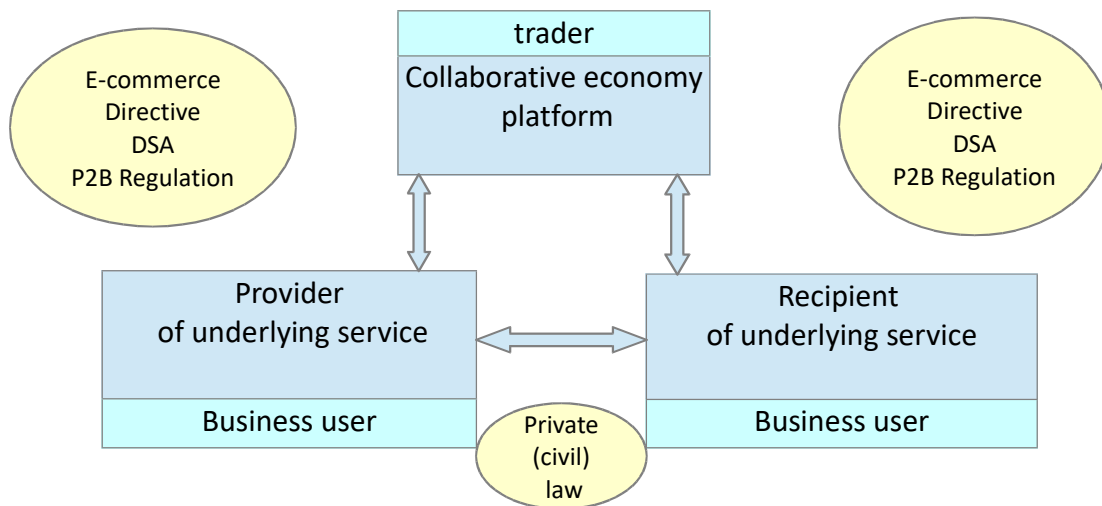 trader
Collaborative economy
platform
E-commerce
Directive
DSA
P2B Regulation
E-commerce
Directive
DSA
P2B Regulation
Provider
of underlying service
Business user
Recipient
of underlying service
Business user
Private
(civil)
law